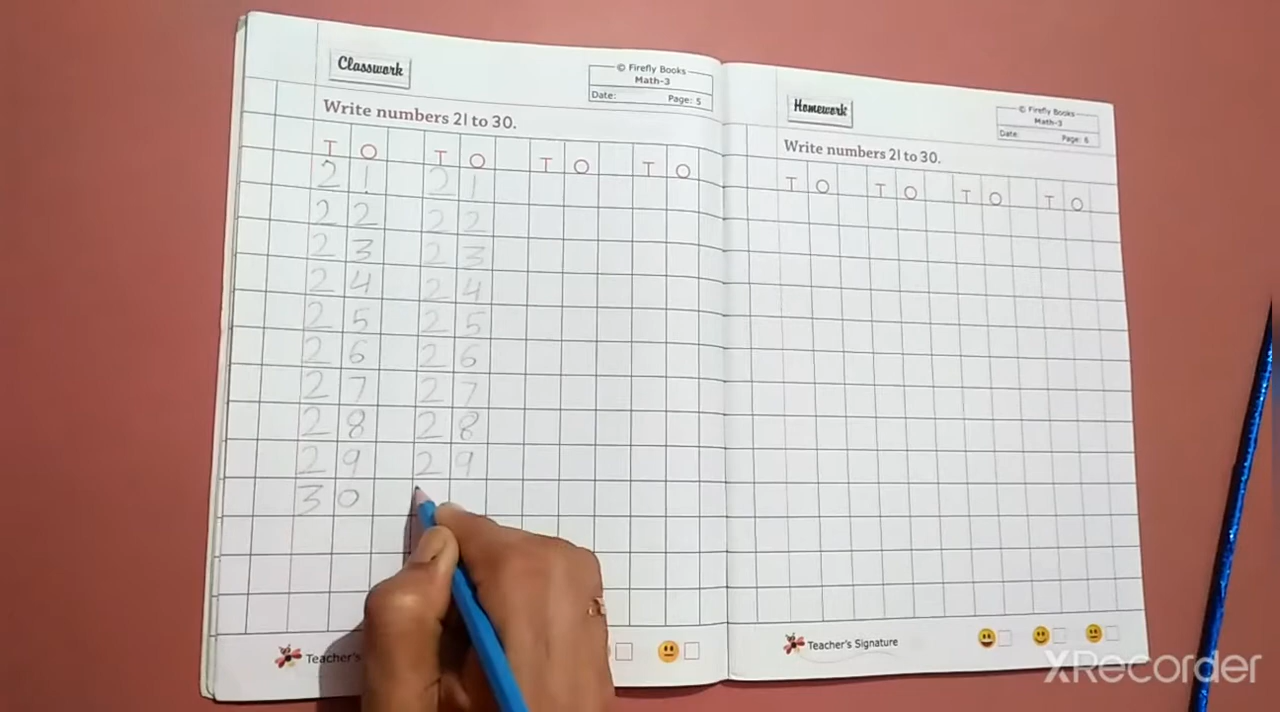 Classwork
© Firefly Books
Math-3
Date: Page: 5
Write numbers 21 to 30.
T O T O T O T O
2 1 2 1
2 2 2 2
2 3 2 3
2 4 2 4
2 5 2 5
2 6 2 6
2 7 2 7
2 8 2 8
2 9 2 9
3 0
Teacher's
Homework
© Firefly Books
Math-3
Date: Page: 6
Write numbers 21 to 30.
T O T O T O T O
Teacher's Signature
XRecorder